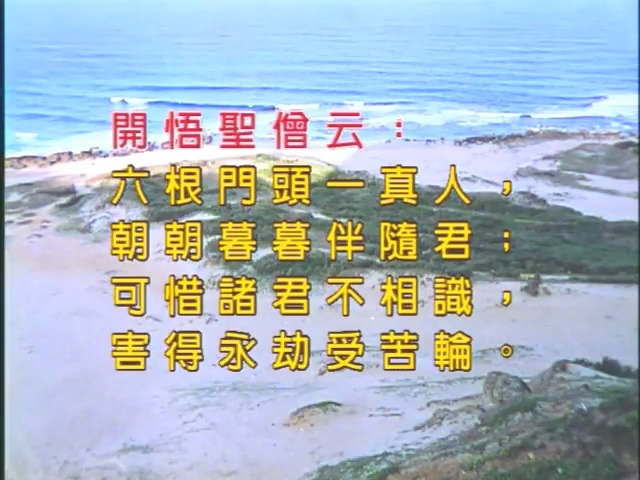 開悟聖僧云：
六根門頭一真人，
朝朝暮暮伴隨君；
可惜諸君不相識，
害得永劫受苦輪。